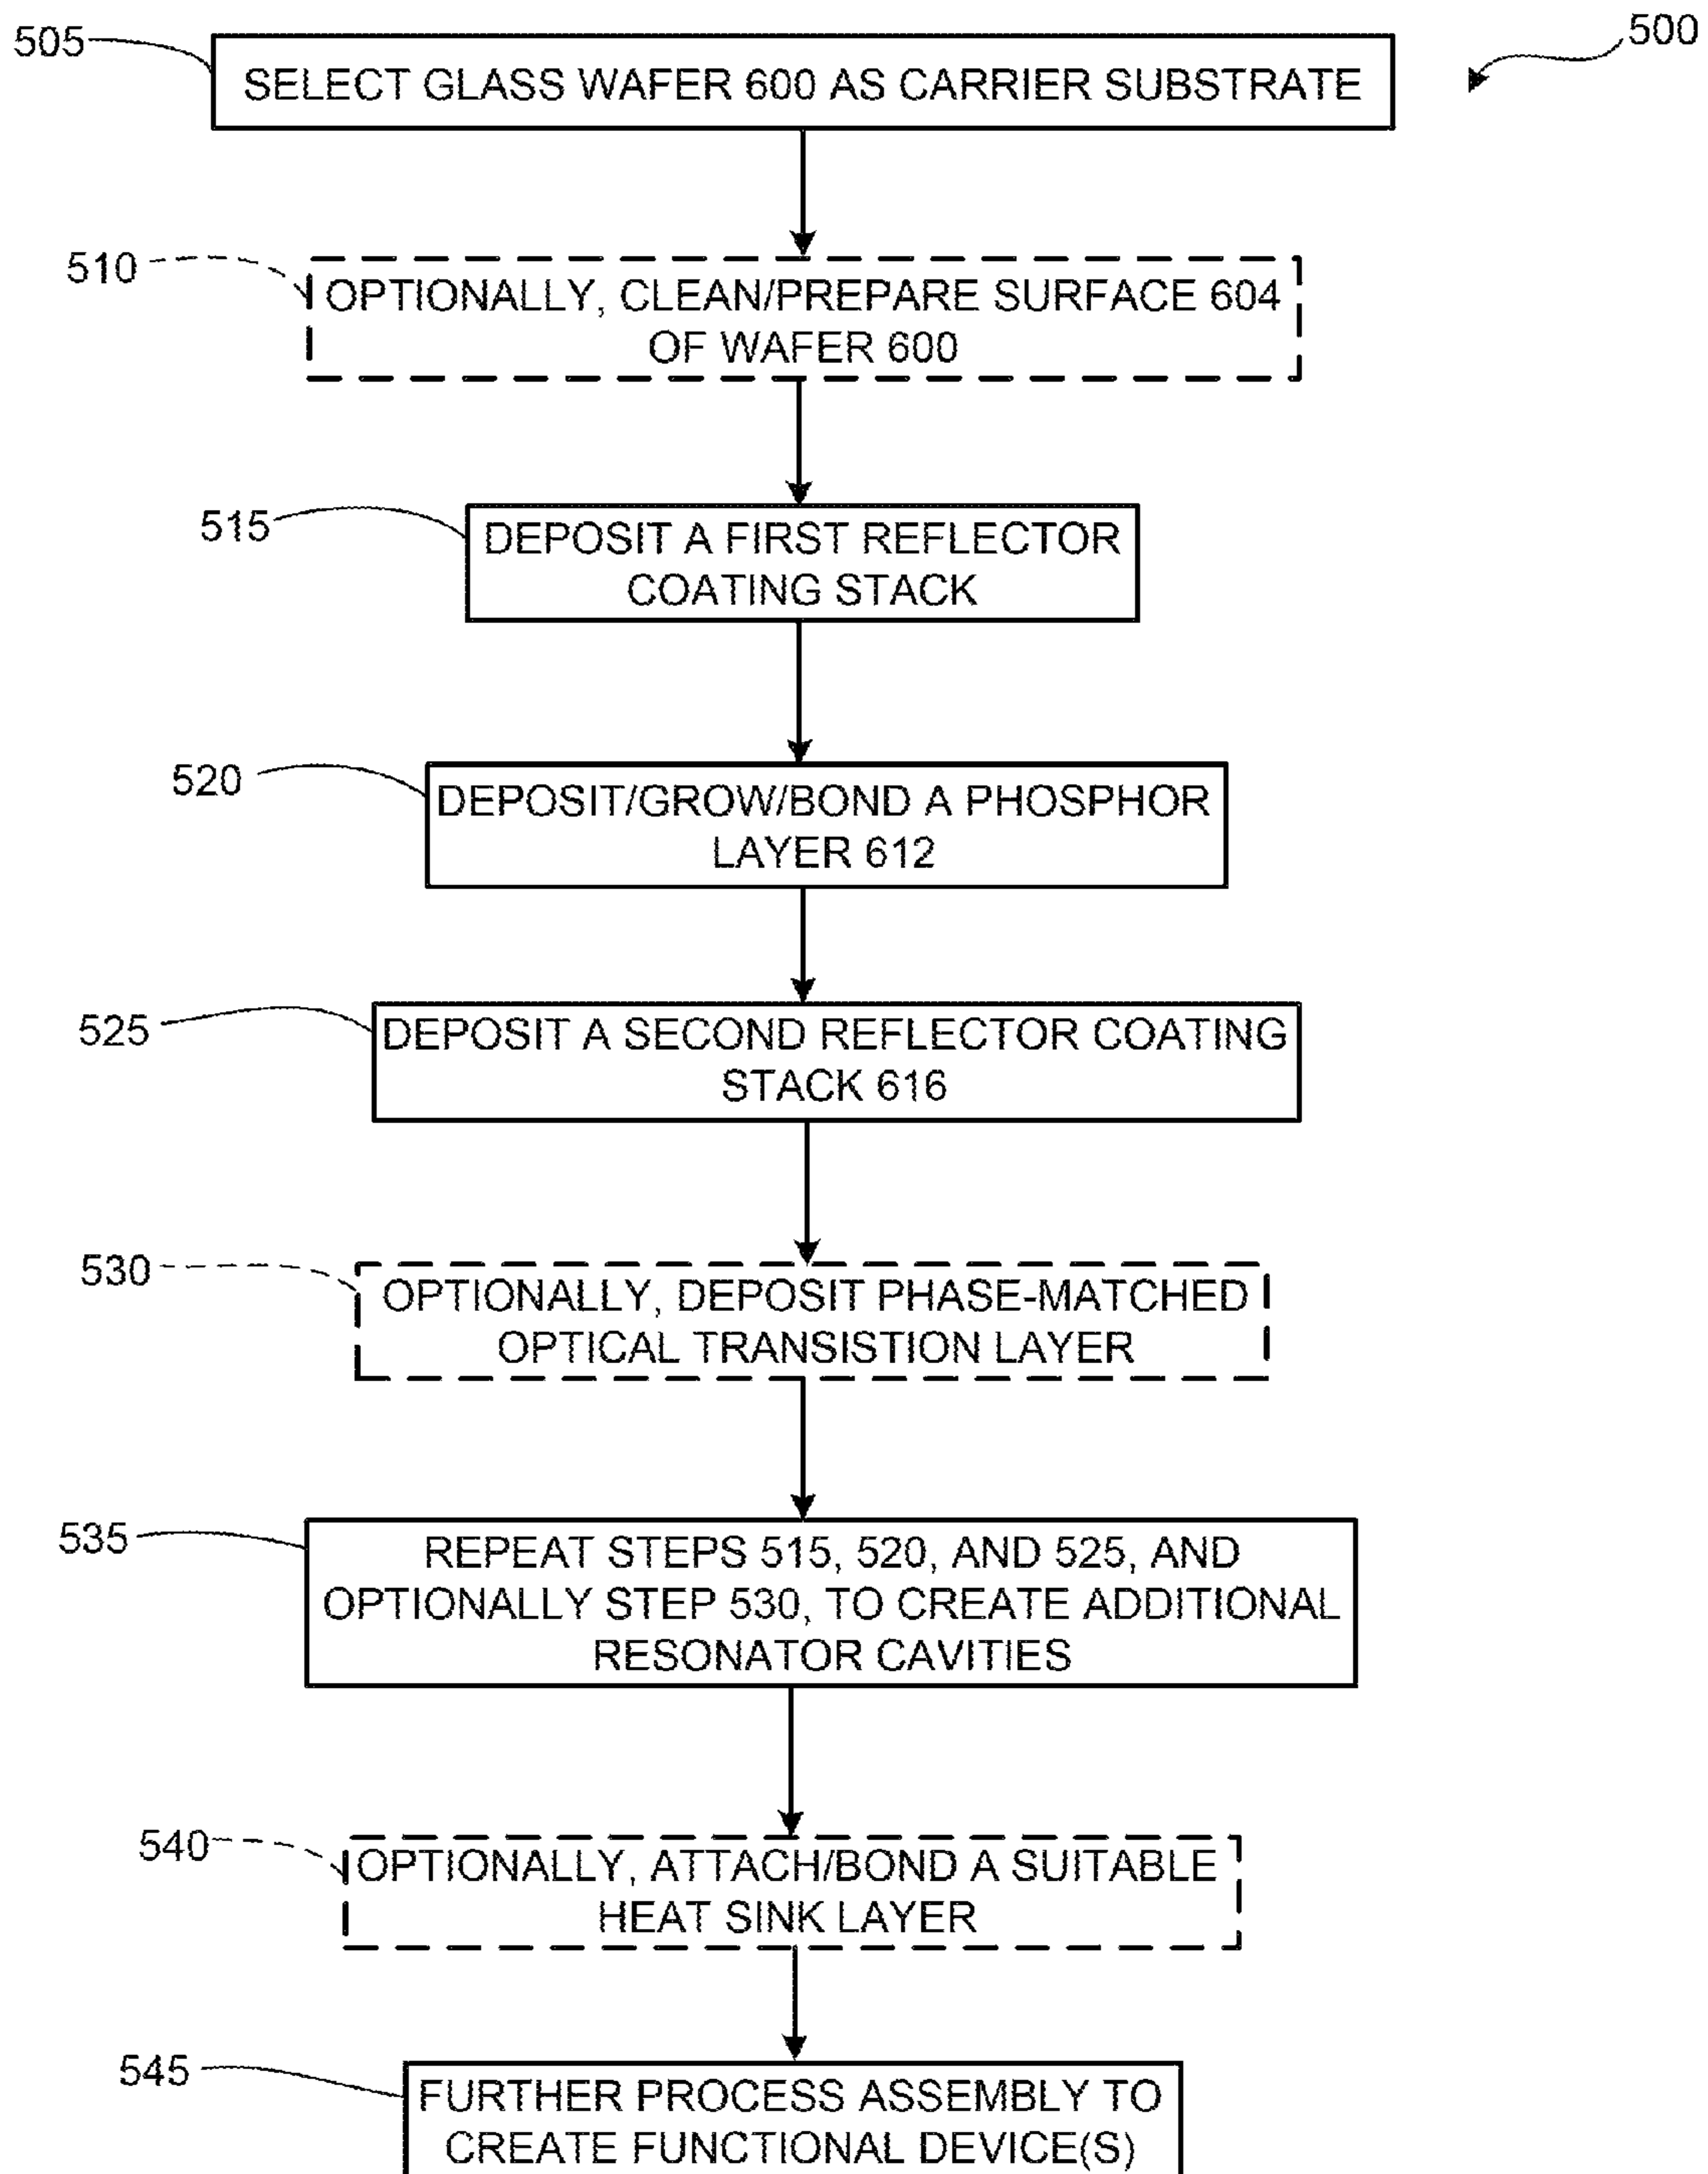 500
505
SELECT GLASS WAFER 600 AS CARRIER SUBSTRATE
510
OPTIONALLY, CLEAN/PREPARE SURFACE 604
OF WAFER 600
515
DEPOSIT A FIRST REFLECTOR
COATING STACK
520
DEPOSIT/GROW/BOND A PHOSPHOR
LAYER 612
525
DEPOSIT A SECOND REFLECTOR COATING
STACK 616
530
OPTIONALLY, DEPOSIT PHASE-MATCHED
OPTICAL TRANSISTION LAYER
535
REPEAT STEPS 515, 520, AND 525, AND
OPTIONALLY STEP 530, TO CREATE ADDITIONAL
RESONATOR CAVITIES
540
OPTIONALLY, ATTACH/BOND A SUITABLE
HEAT SINK LAYER
545
FURTHER PROCESS ASSEMBLY TO
CREATE FUNCTIONAL DEVICE(S)